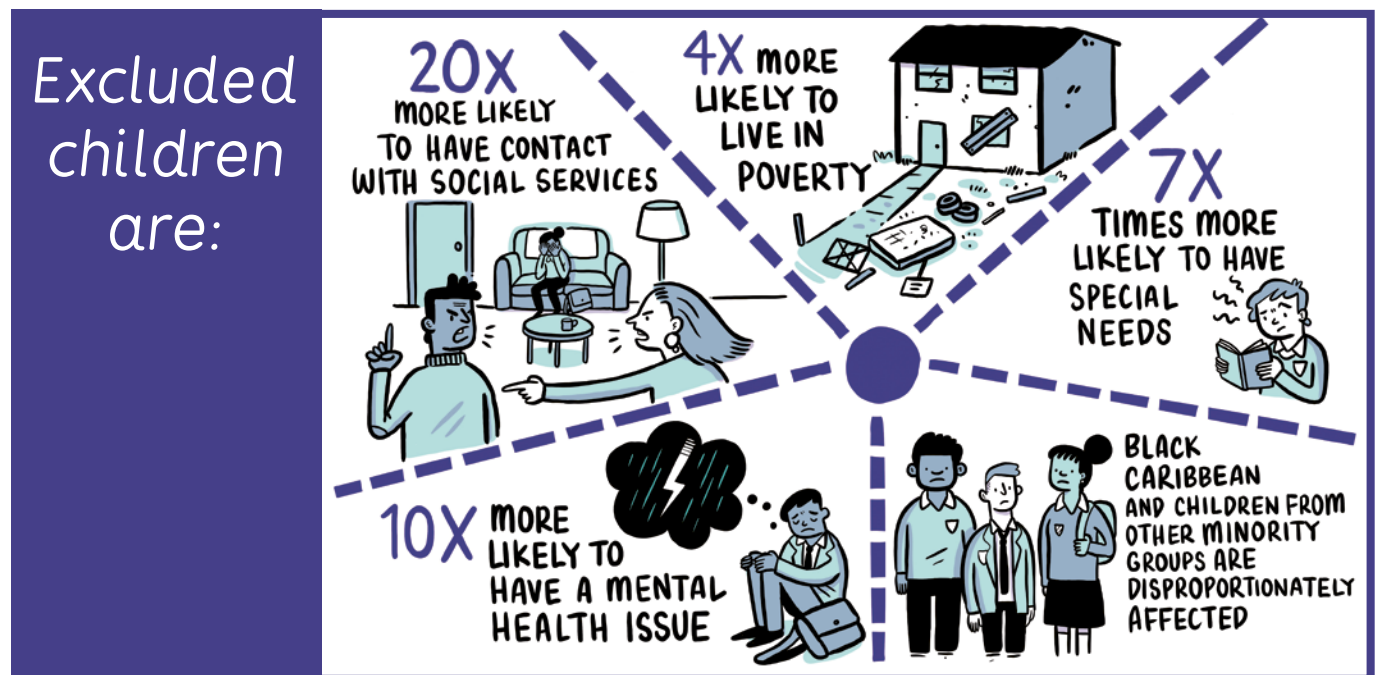 Excluded
children
are:
20X
MORE LIKELY
TO HAVE CONTACT
WITH SOCIAL SERVICES
4X MORE
LIKELY TO
LIVE IN
POVERTY
7X
TIMES MORE
LIKELY TO HAVE
SPECIAL
NEEDS
10X MORE
LIKELY TO
HAVE A MENTAL
HEALTH ISSUE
BLACK
CARIBBEAN
AND CHILDREN FROM
OTHER MINORITY
GROUPS ARE
DISPROPORTIONATELY
AFFECTED